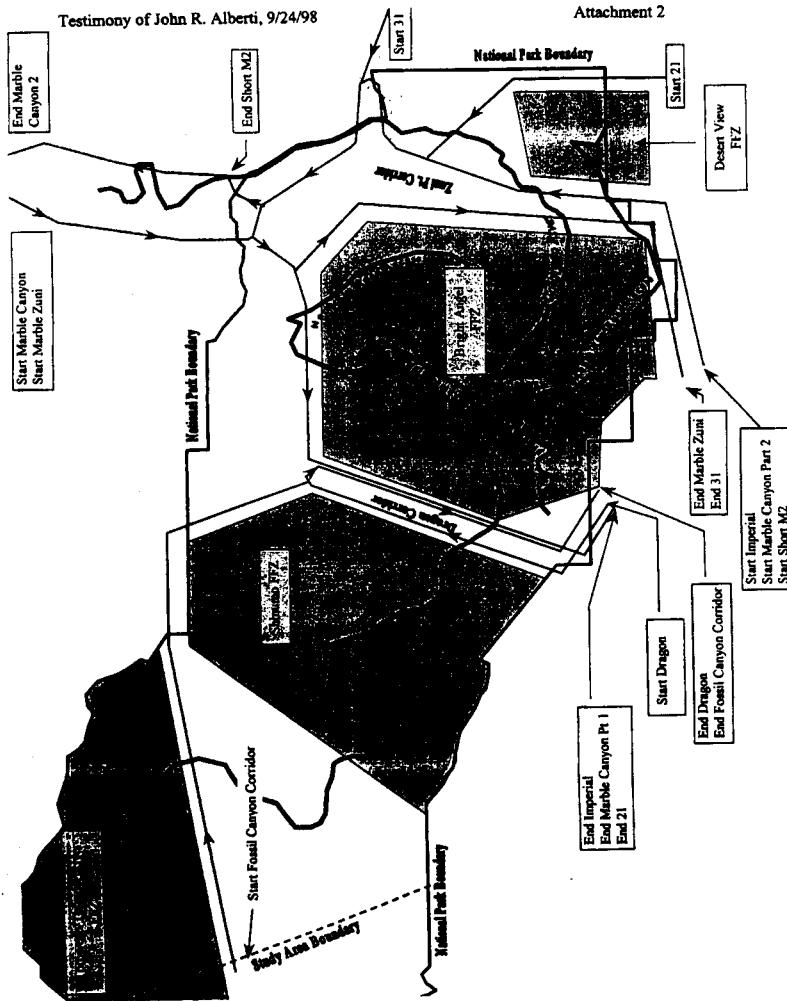 Testimony of John R. Alberti, 9/24/98
Attachment 2
End Marble
Canyon 2
End Short M2
Start 31
National Park Boundary
Start 21
Desert View
FFZ
Zuni Pt. Corridor
Start Marble Canyon
Start Marble Zuni
National Park Boundary
Bright Angel
FFZ
Dragon Corridor
Shinumo FFZ
End Marble Zuni
End 31
Start Imperial
Start Marble Canyon Part 2
Start Short M2
End Dragon
End Fossil Canyon Corridor
Start Dragon
End Imperial
End Marble Canyon Pt 1
End 21
Start Fossil Canyon Corridor
Study Area Boundary
National Park Boundary